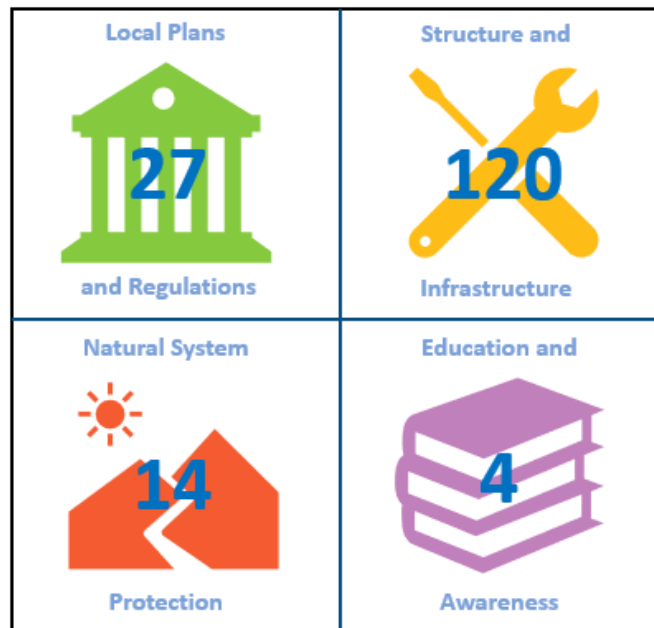 Local Plans
27
and Regulations
Structure and
120
Infrastructure
Natural System
14
Protection
Education and
4
Awareness